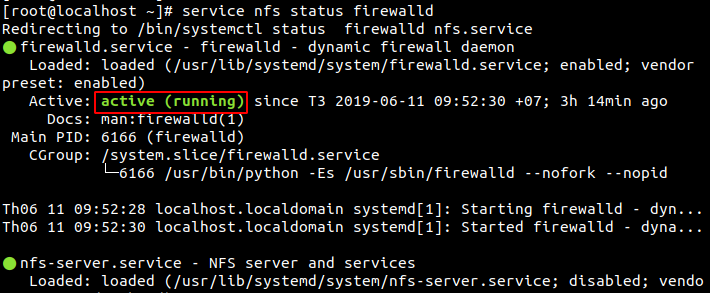 [root@localhost ~]# service nfs status firewalld
Redirecting to /bin/systemctl status  firewalld nfs.service
●firewalld.service - firewalld - dynamic firewall daemon
   Loaded: loaded (/usr/lib/systemd/system/firewalld.service; enabled; vendor
preset: enabled)
   Active: active (running) since T3 2019-06-11 09:52:30 +07; 3h 14min ago
     Docs: man:firewalld(1)
 Main PID: 6166 (firewalld)
   CGroup: /system.slice/firewalld.service
           └─6166 /usr/bin/python -Es /usr/sbin/firewalld --nofork --nopid
Th06 11 09:52:28 localhost.localdomain systemd[1]: Starting firewalld - dyn...
Th06 11 09:52:30 localhost.localdomain systemd[1]: Started firewalld - dyna...
●nfs-server.service - NFS server and services
   Loaded: loaded (/usr/lib/systemd/system/nfs-server.service; disabled; vendo